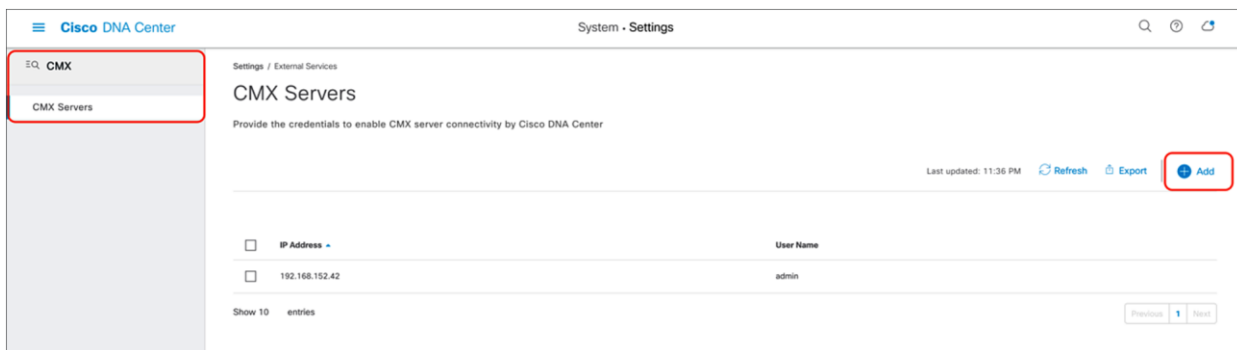 Cisco DNA Center
System · Settings
CMX
Settings / External Services
CMX Servers
CMX Servers
Provide the credentials to enable CMX server connectivity by Cisco DNA Center
Last updated: 11:36 PM Refresh Export Add
IP Address User Name
192.168.152.42 admin
Show 10 entries Previous 1 Next